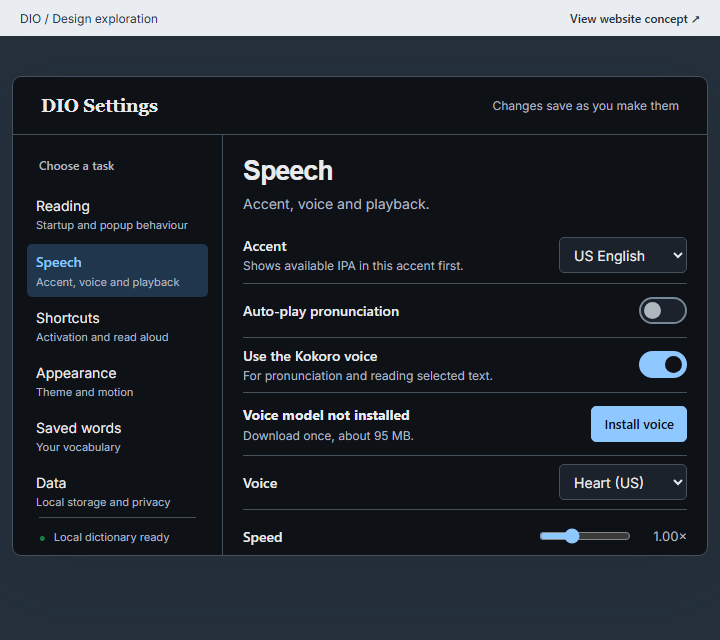 DIO / Design exploration
View website concept ↗
DIO Settings
Changes save as you make them
Choose a task
Reading
Startup and popup behaviour
Speech
Accent, voice and playback
Shortcuts
Activation and read aloud
Appearance
Theme and motion
Saved words
Your vocabulary
Data
Local storage and privacy
Local dictionary ready
Speech
Accent, voice and playback.
Accent
Shows available IPA in this accent first.
US English
Auto-play pronunciation
Use the Kokoro voice
For pronunciation and reading selected text.
Voice model not installed
Download once, about 95 MB.
Install voice
Voice
Heart (US)
Speed
1.00×